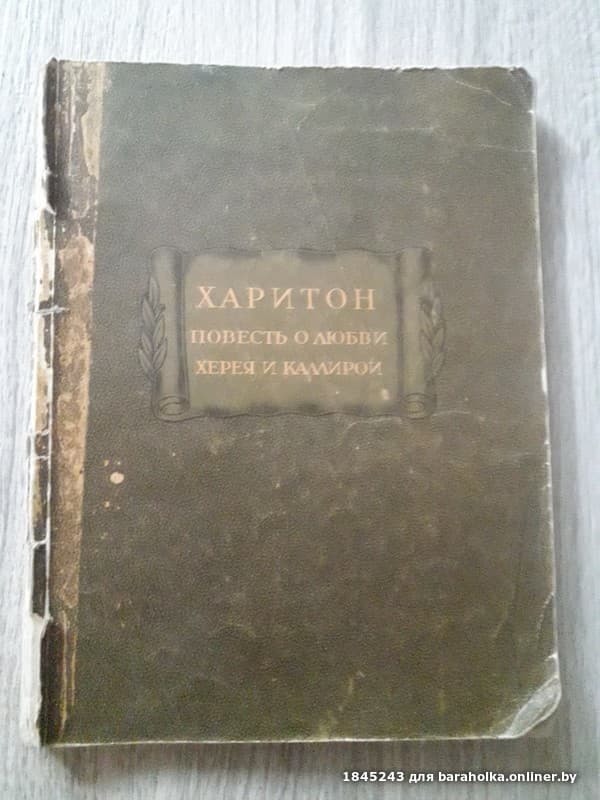 ХАРИТОН
ПОВЕСТЬ О ЛЮБВИ
ХЕРЕЯ И КАЛЛИРОИ
1845243 для baraholka.onliner.by